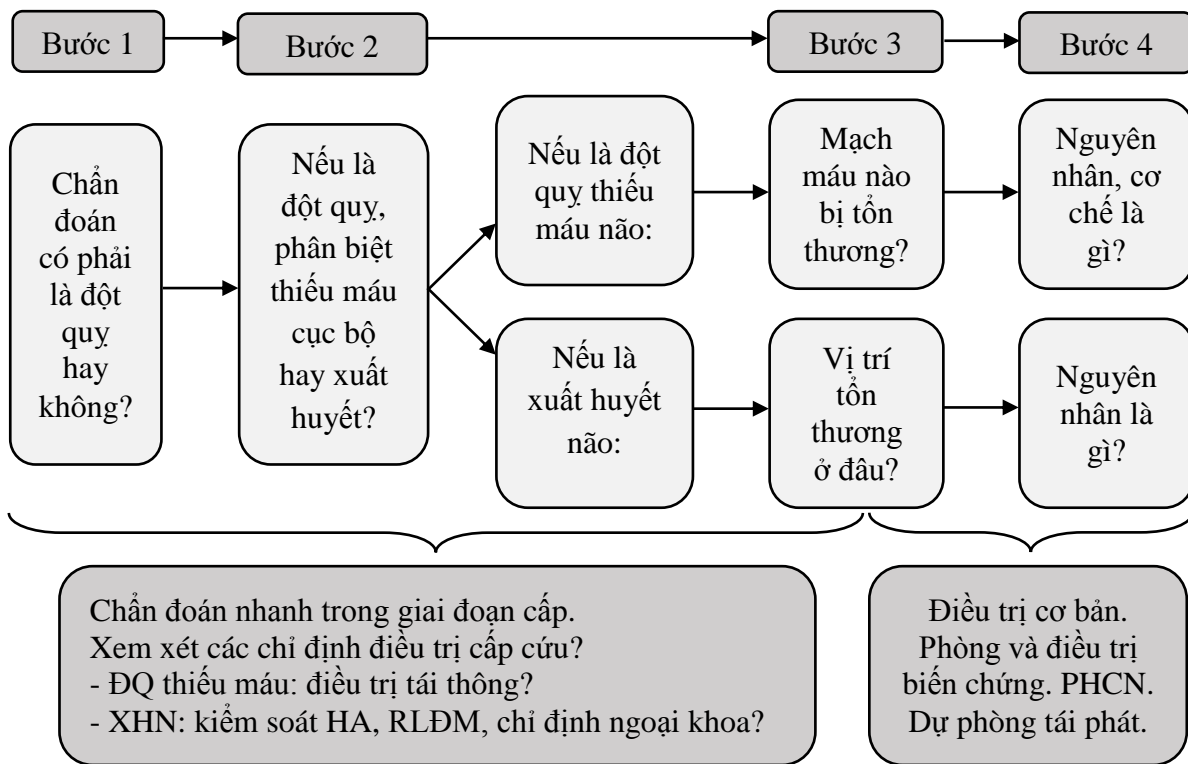 Bước 1
Bước 2
Bước 3
Bước 4
Chẩn
đoán
có phải
là đột
quỵ
hay
không?
Nếu là
đột quỵ,
phân biệt
thiếu máu
cục bộ
hay xuất
huyết?
Nếu là đột
quỵ thiếu
máu não:
Mạch
máu nào
bị tổn
thương?
Nguyên
nhân, cơ
chế là
gì?
Nếu là
xuất huyết
não:
Vị trí
tổn
thương
ở đâu?
Nguyên
nhân là
gì?
Chẩn đoán nhanh trong giai đoạn cấp.
Xem xét các chỉ định điều trị cấp cứu?
- ĐQ thiếu máu: điều trị tái thông?
- XHN: kiểm soát HA, RLĐM, chỉ định ngoại khoa?
Điều trị cơ bản.
Phòng và điều trị
biến chứng. PHCN.
Dự phòng tái phát.